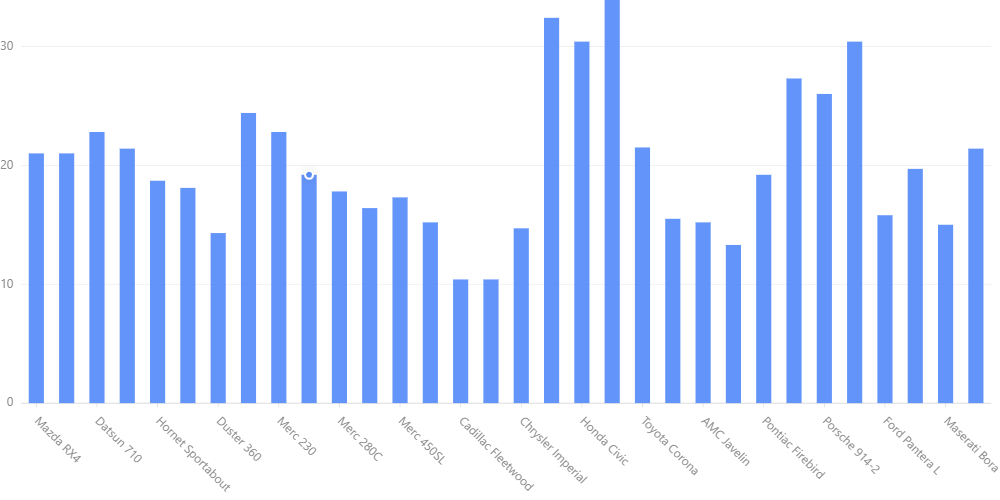 30
20
10
0
Mazda RX4
Datsun 710
Hornet Sportabout
Duster 360
Merc 230
Merc 280C
Merc 450SL
Cadillac Fleetwood
Chrysler Imperial
Honda Civic
Toyota Corona
AMC Javelin
Pontiac Firebird
Porsche 914-2
Ford Pantera L
Maserati Bora